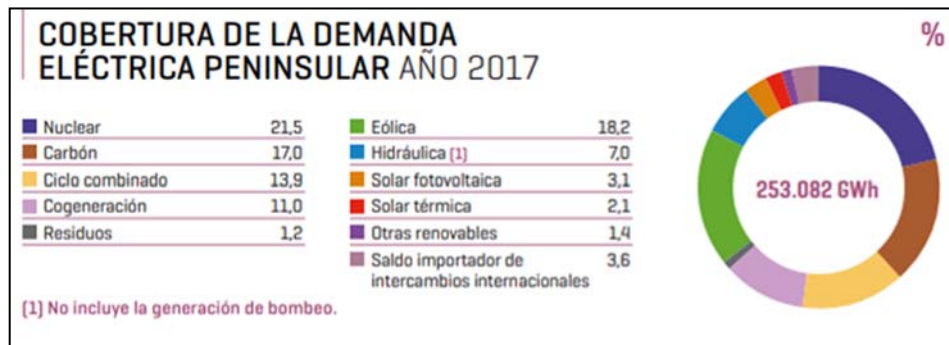 COBERTURA DE LA DEMANDA
ELÉCTRICA PENINSULAR AÑO 2017
%
Nuclear 21,5
Carbón 17,0
Ciclo combinado 13,9
Cogeneración 11,0
Residuos 1,2
Eólica 18,2
Hidráulica (1) 7,0
Solar fotovoltaica 3,1
Solar térmica 2,1
Otras renovables 1,4
Saldo importador de 3,6
intercambios internacionales
253.082 GWh
(1) No incluye la generación de bombeo.